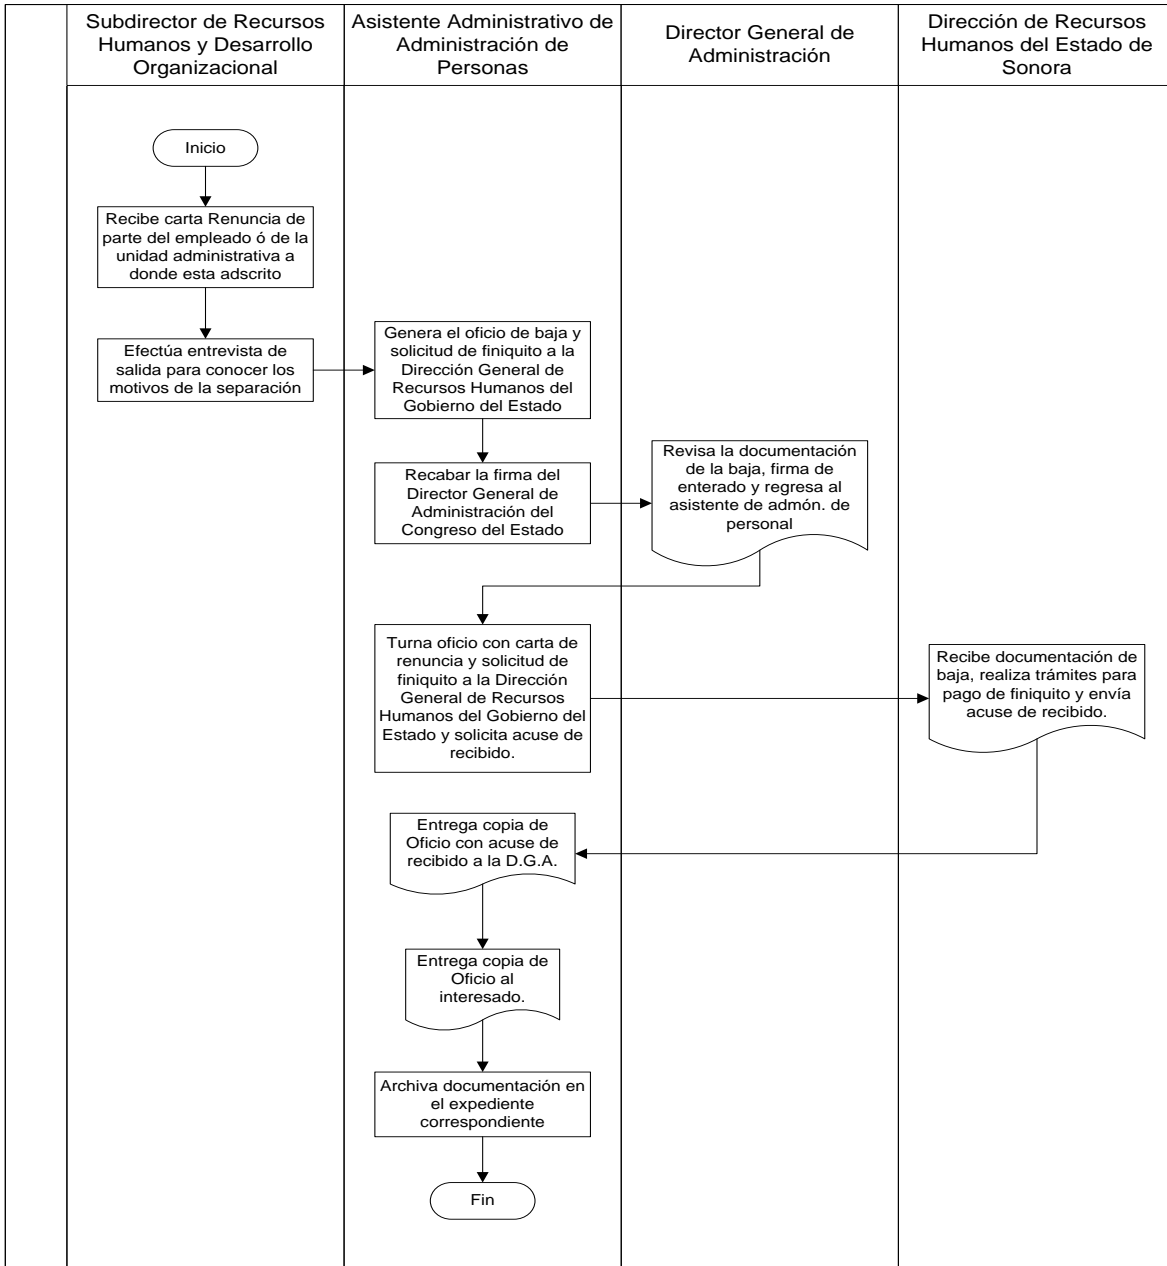 Subdirector de Recursos
Humanos y Desarrollo
Organizacional
Asistente Administrativo de
Administración de
Personas
Director General de
Administración
Dirección de Recursos
Humanos del Estado de
Sonora
Inicio
Recibe carta Renuncia de
parte del empleado ó de la
unidad administrativa a
donde esta adscrito
Efectúa entrevista de
salida para conocer los
motivos de la separación
Genera el oficio de baja y
solicitud de finiquito a la
Dirección General de
Recursos Humanos del
Gobierno del Estado
Recabar la firma del
Director General de
Administración del
Congreso del Estado
Revisa la documentación
de la baja, firma de
enterado y regresa al
asistente de admón. de
personal
Turna oficio con carta de
renuncia y solicitud de
finiquito a la Dirección
General de Recursos
Humanos del Gobierno del
Estado y solicita acuse de
recibido.
Recibe documentación de
baja, realiza trámites para
pago de finiquito y envía
acuse de recibido.
Entrega copia de
Oficio con acuse de
recibido a la D.G.A.
Entrega copia de
Oficio al
interesado.
Archiva documentación en
el expediente
correspondiente
Fin